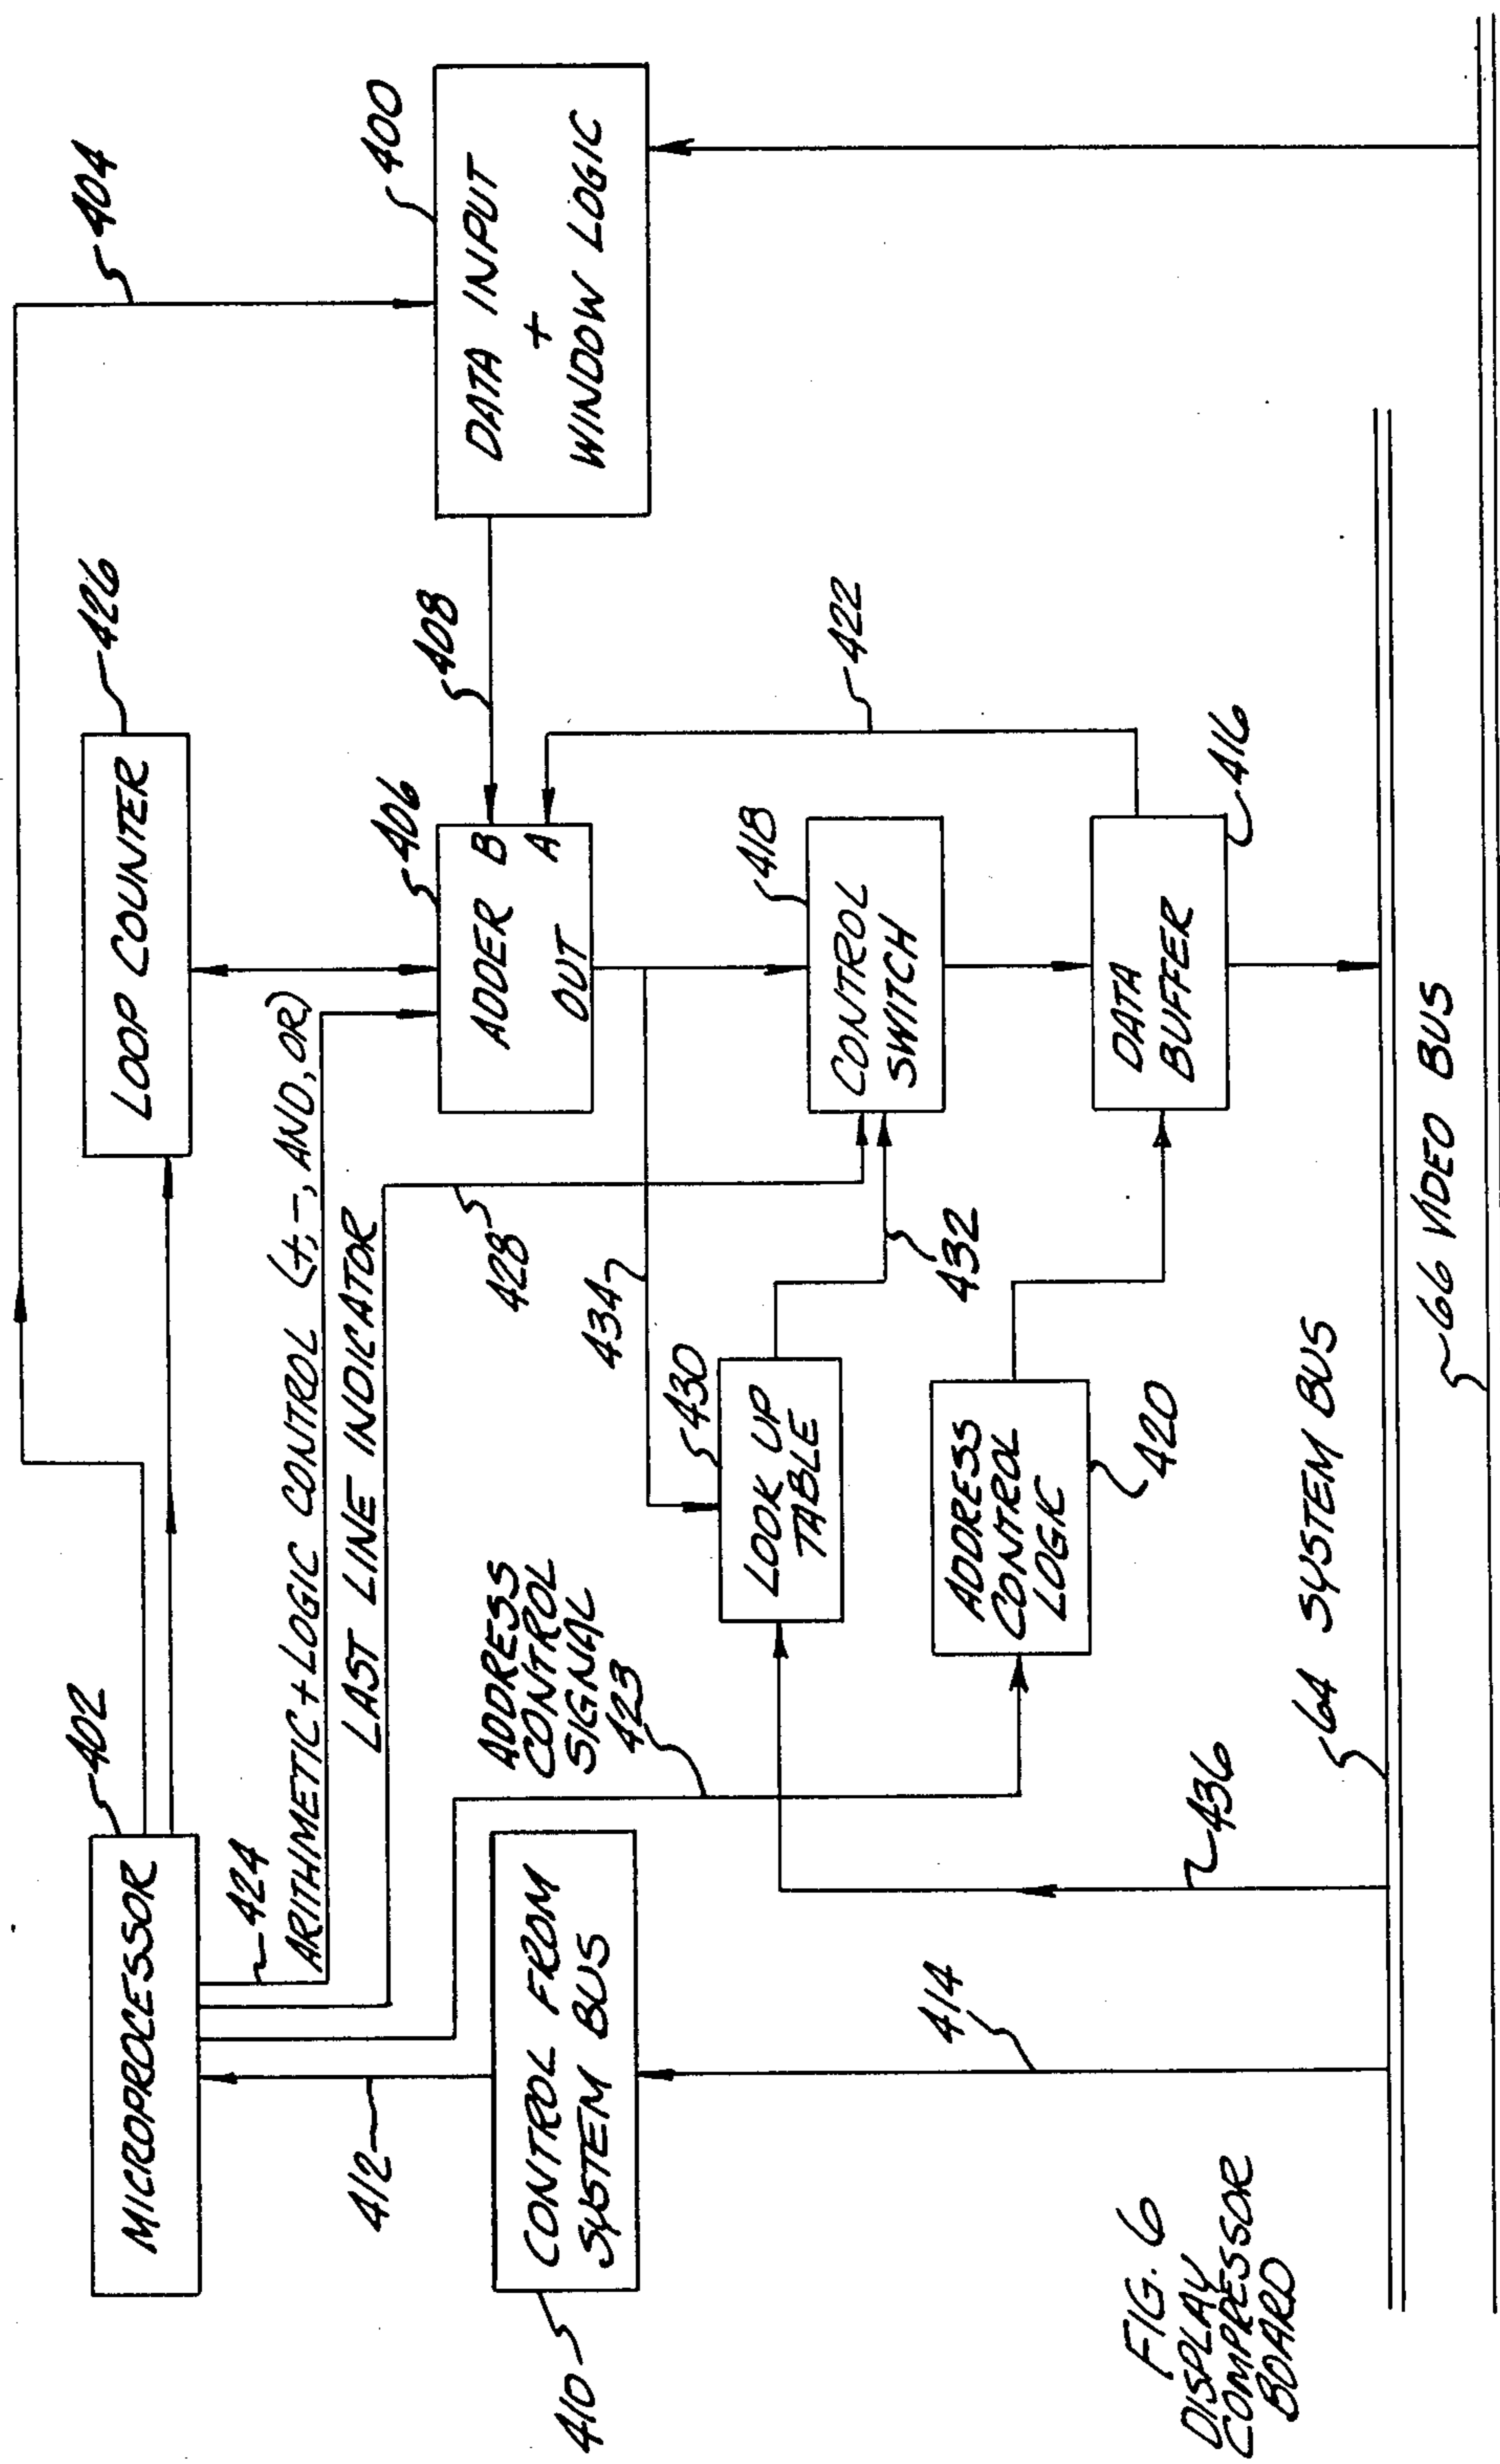 402
MICROPROCESSOR
426
LOOP COUNTER
404
424
ARITHMETIC + LOGIC CONTROL (+, -, AND, OR)
LAST LINE INDICATOR
412
410
CONTROL FROM
SYSTEM BUS
ADDRESS
CONTROL
SIGNAL
423
428
434
406
ADDER B
A
OUT
408
400
DATA INPUT
+
WINDOW LOGIC
430
LOOK UP
TABLE
432
418
CONTROL
SWITCH
422
ADDRESS
CONTROL
LOGIC
420
DATA
BUFFER
416
414
436
64 SYSTEM BUS
66 VIDEO BUS
FIG. 6
DISPLAY
COMPRESSOR
BOARD